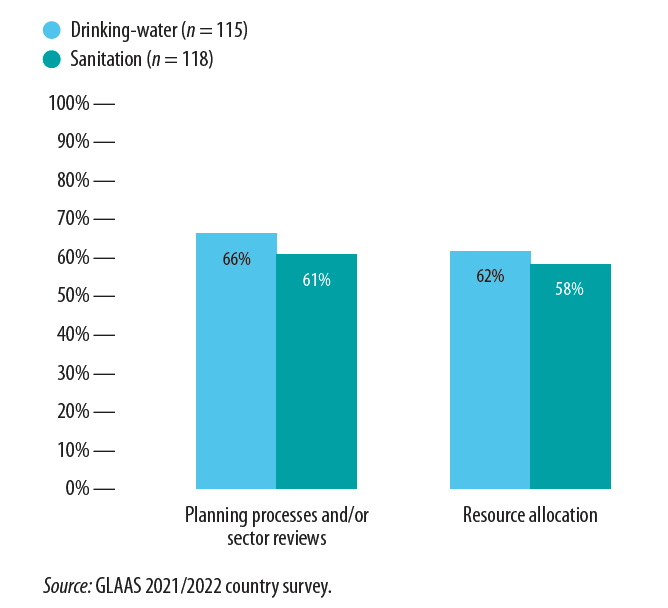 Drinking-water (n = 115)
Sanitation (n = 118)
100%
90%
80%
70%
60%
50%
40%
30%
20%
10%
0%
66%
61%
62%
58%
Planning processes and/or
sector reviews
Resource allocation
Source: GLAAS 2021/2022 country survey.